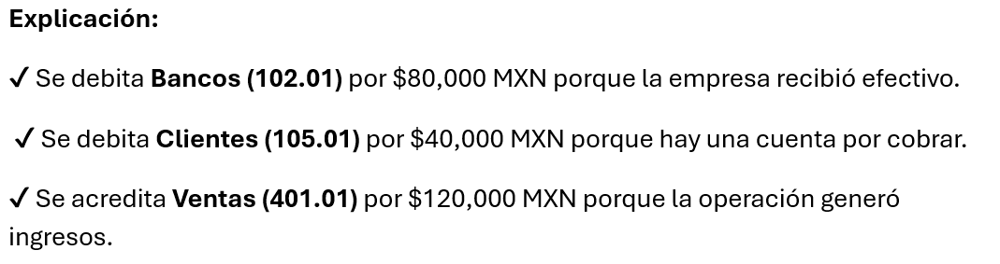 Explicación:
✓ Se debita Bancos (102.01) por $80,000 MXN porque la empresa recibió efectivo.
✓ Se debita Clientes (105.01) por $40,000 MXN porque hay una cuenta por cobrar.
✓ Se acredita Ventas (401.01) por $120,000 MXN porque la operación generó
ingresos.